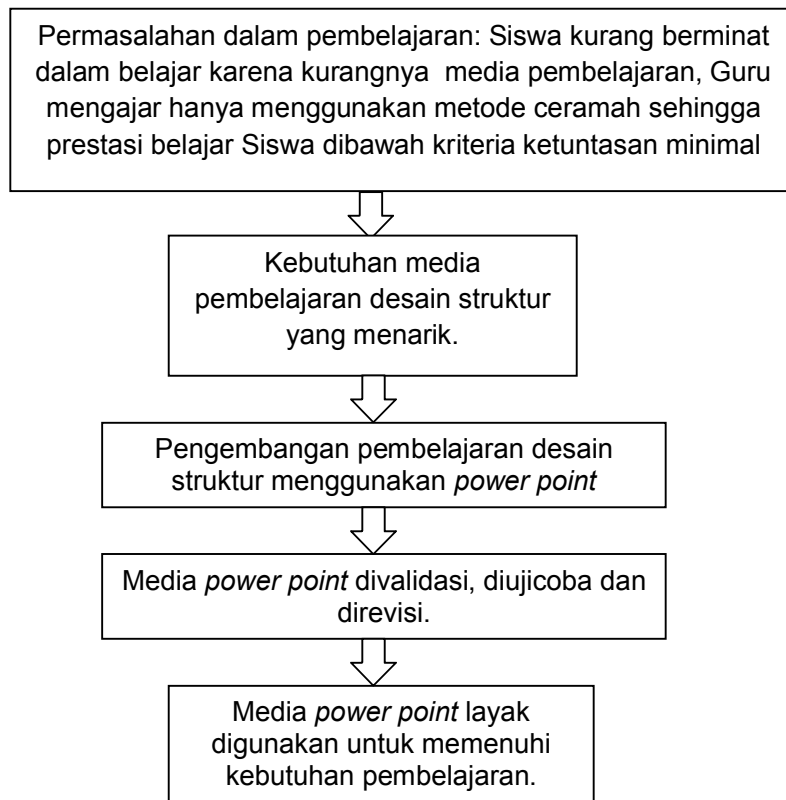 Permasalahan dalam pembelajaran: Siswa kurang berminat
dalam belajar karena kurangnya  media pembelajaran, Guru
mengajar hanya menggunakan metode ceramah sehingga
prestasi belajar Siswa dibawah kriteria ketuntasan minimal
Kebutuhan media
pembelajaran desain struktur
yang menarik.
Pengembangan pembelajaran desain
struktur menggunakan power point
Media power point divalidasi, diujicoba dan
direvisi.
Media power point layak
digunakan untuk memenuhi
kebutuhan pembelajaran.